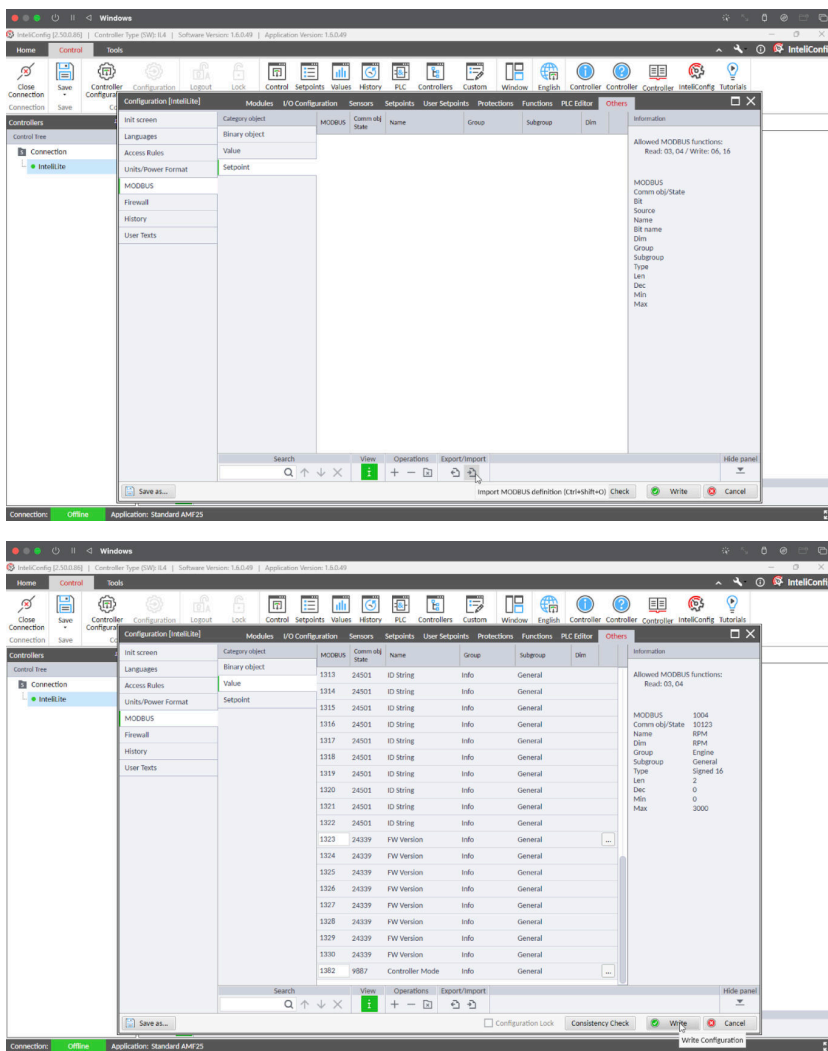 Windows
InteliConfig [2.50.0.86] | Controller Type (SW): IL4 | Software Version: 1.6.0.49 | Application Version: 1.6.0.49
Home Control Tools InteliConfi
Close Connection Save Controller Configura Configuration Logout Lock Control Setpoints Values History PLC Controllers Custom Window English Controller Controller Controller InteliConfig Tutorials
Connection Save Co
Configuration [InteliLite] Modules I/O Configuration Sensors Setpoints User Setpoints Protections Functions PLC Editor Others
Controllers
Control Tree
Connection
InteliLite
Init screen
Languages
Access Rules
Units/Power Format
MODBUS
Firewall
History
User Texts
Category object
Binary object
Value
Setpoint
MODBUS Comm obj State Name Group Subgroup Dim
Information
Allowed MODBUS functions:
Read: 03, 04 / Write: 06, 16
MODBUS
Comm obj/State
Bit
Source
Name
Bit name
Dim
Group
Subgroup
Type
Len
Dec
Min
Max
Search View Operations Export/Import Hide panel
Save as... Import MODBUS definition (Ctrl+Shift+O) Check Write Cancel
Connection: Offline Application: Standard AMF25
Windows
InteliConfig [2.50.0.86] | Controller Type (SW): IL4 | Software Version: 1.6.0.49 | Application Version: 1.6.0.49
Home Control Tools InteliConfi
Close Connection Save Controller Configura Configuration Logout Lock Control Setpoints Values History PLC Controllers Custom Window English Controller Controller Controller InteliConfig Tutorials
Connection Save Co
Configuration [InteliLite] Modules I/O Configuration Sensors Setpoints User Setpoints Protections Functions PLC Editor Others
Controllers
Control Tree
Connection
InteliLite
Init screen
Languages
Access Rules
Units/Power Format
MODBUS
Firewall
History
User Texts
Category object
Binary object
Value
Setpoint
MODBUS Comm obj State Name Group Subgroup Dim
1313 24501 ID String Info General
1314 24501 ID String Info General
1315 24501 ID String Info General
1316 24501 ID String Info General
1317 24501 ID String Info General
1318 24501 ID String Info General
1319 24501 ID String Info General
1320 24501 ID String Info General
1321 24501 ID String Info General
1322 24501 ID String Info General
1323 24339 FW Version Info General ...
1324 24339 FW Version Info General
1325 24339 FW Version Info General
1326 24339 FW Version Info General
1327 24339 FW Version Info General
1328 24339 FW Version Info General
1329 24339 FW Version Info General
1330 24339 FW Version Info General
1382 9887 Controller Mode Info General ...
Information
Allowed MODBUS functions:
Read: 03, 04
MODBUS 1004
Comm obj/State 10123
Name RPM
Dim RPM
Group Engine
Subgroup General
Type Signed 16
Len 2
Dec 0
Min 0
Max 3000
Search View Operations Export/Import Hide panel
Save as... Configuration Lock Consistency Check Write Cancel
Write Configuration
Connection: Offline Application: Standard AMF25